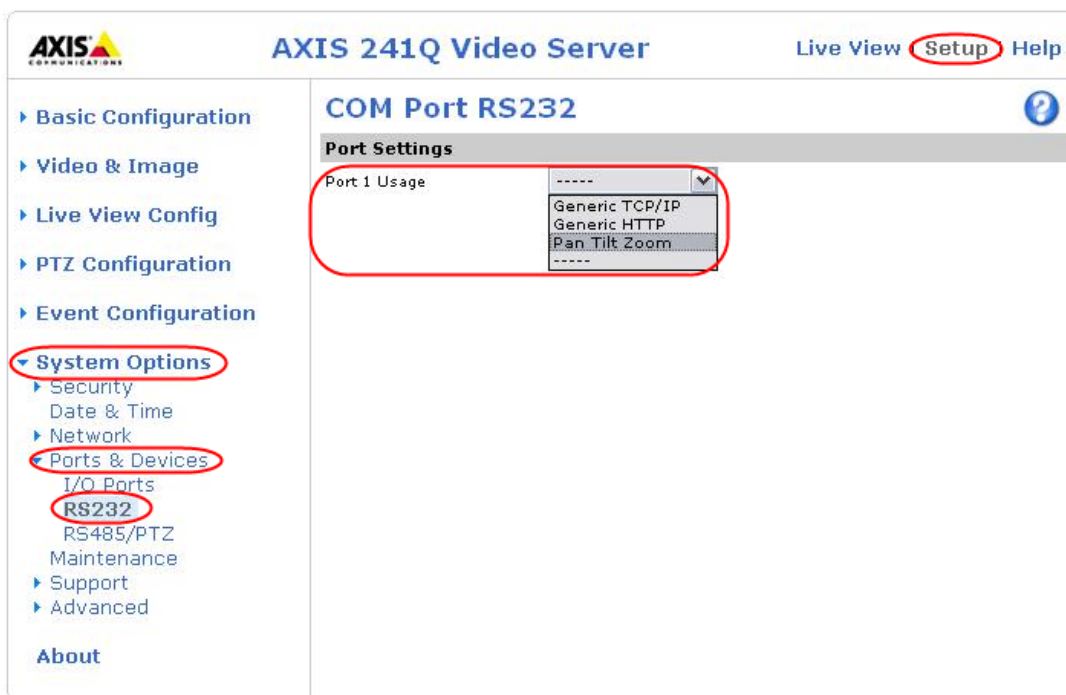 AXIS
COMMUNICATIONS
AXIS 241Q Video Server
Live View | Setup | Help
Basic Configuration
Video & Image
Live View Config
PTZ Configuration
Event Configuration
System Options
Security
Date & Time
Network
Ports & Devices
I/O Ports
RS232
RS485/PTZ
Maintenance
Support
Advanced
About
COM Port RS232
?
Port Settings
Port 1 Usage
-----
Generic TCP/IP
Generic HTTP
Pan Tilt Zoom
-----